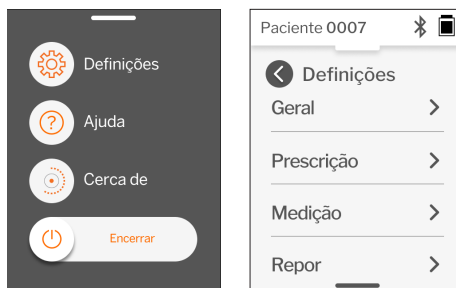 Definições
Ajuda
Cerca de
Encerrar
Paciente 0007
Definições
Geral
Prescrição
Medição
Repor